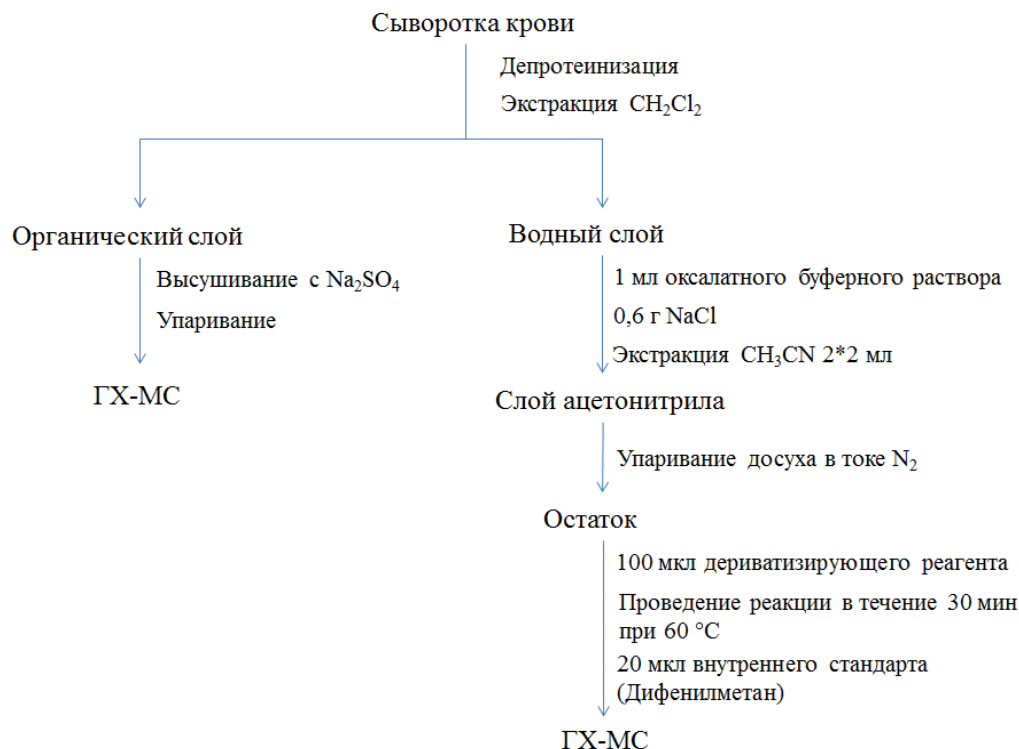 Сыворотка крови
Депротеинизация
Экстракция CH₂Cl₂
Органический слой
Высушивание с Na₂SO₄
Упаривание
ГХ-МС
Водный слой
1 мл оксалатного буферного раствора
0,6 г NaCl
Экстракция CH₃CN 2*2 мл
Слой ацетонитрила
Упаривание досуха в токе N₂
Остаток
100 мкл дериватизирующего реагента
Проведение реакции в течение 30 мин
при 60 °C
20 мкл внутреннего стандарта
(Дифенилметан)
ГХ-МС